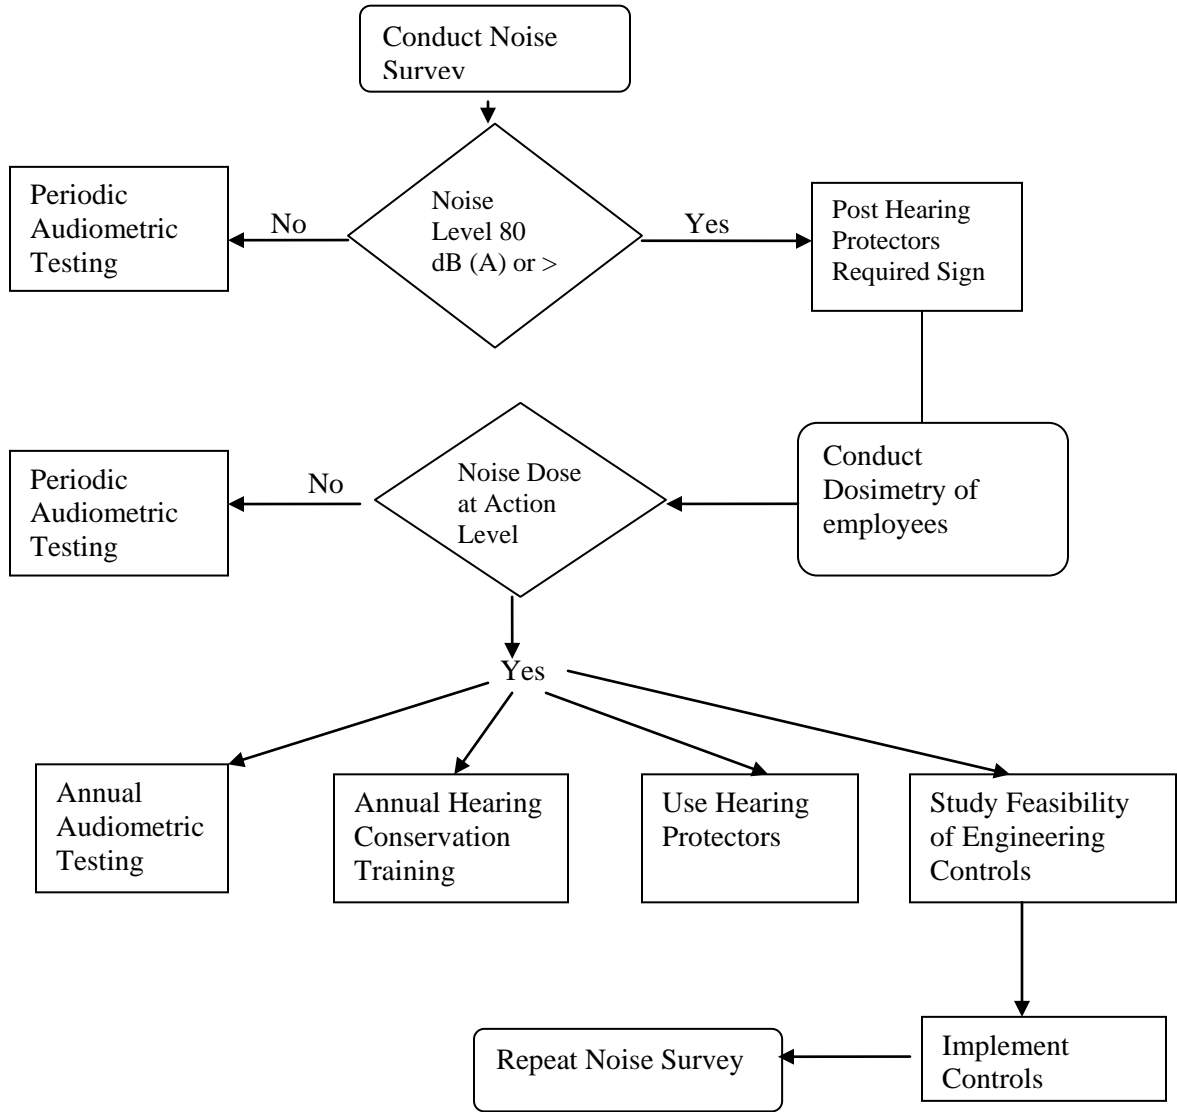 Conduct Noise
Survey
Noise
Level 80
dB (A) or >
No
Yes
Periodic
Audiometric
Testing
Post Hearing
Protectors
Required Sign
Conduct
Dosimetry of
employees
Noise Dose
at Action
Level
No
Periodic
Audiometric
Testing
Yes
Annual
Audiometric
Testing
Annual Hearing
Conservation
Training
Use Hearing
Protectors
Study Feasibility
of Engineering
Controls
Implement
Controls
Repeat Noise Survey